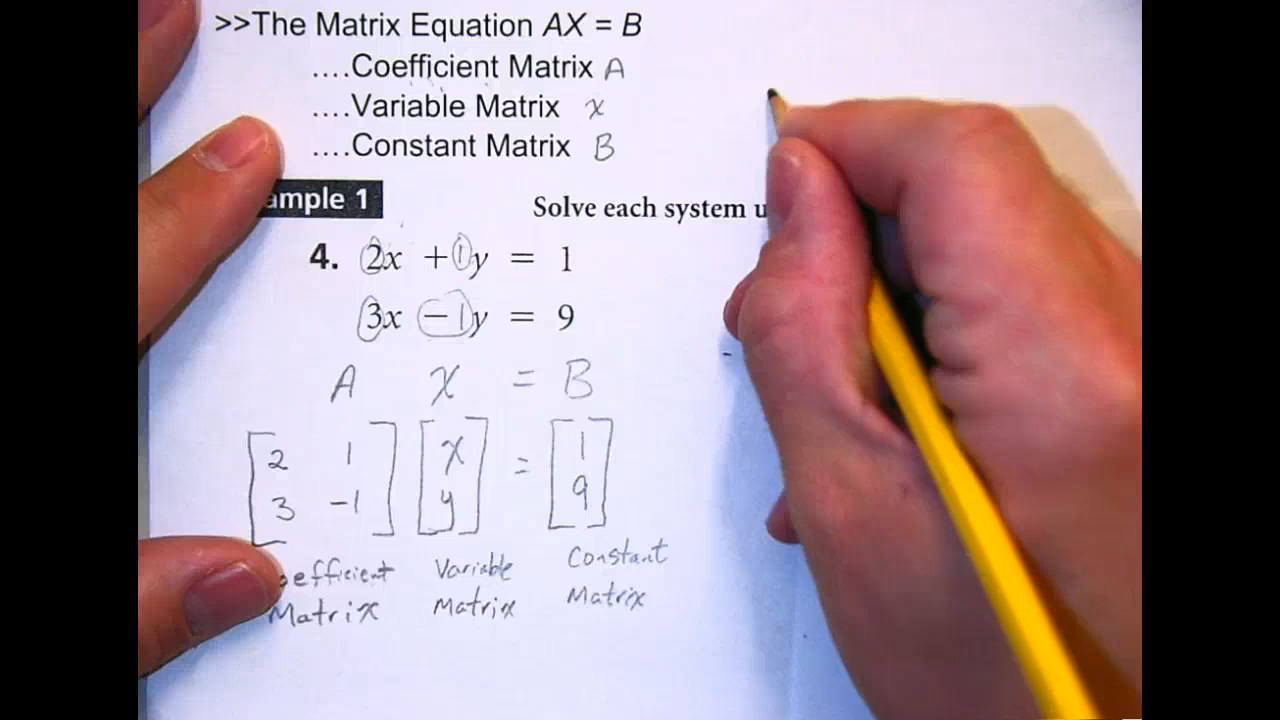 >>The Matrix Equation AX = B
....Coefficient Matrix A
....Variable Matrix X
....Constant Matrix B
ample 1 Solve each system u
4. 2x + 1y = 1
3x - 1y = 9
A X = B
2 1 x = 1
3 -1 y 9
oefficient Variable Constant
Matrix Matrix Matrix